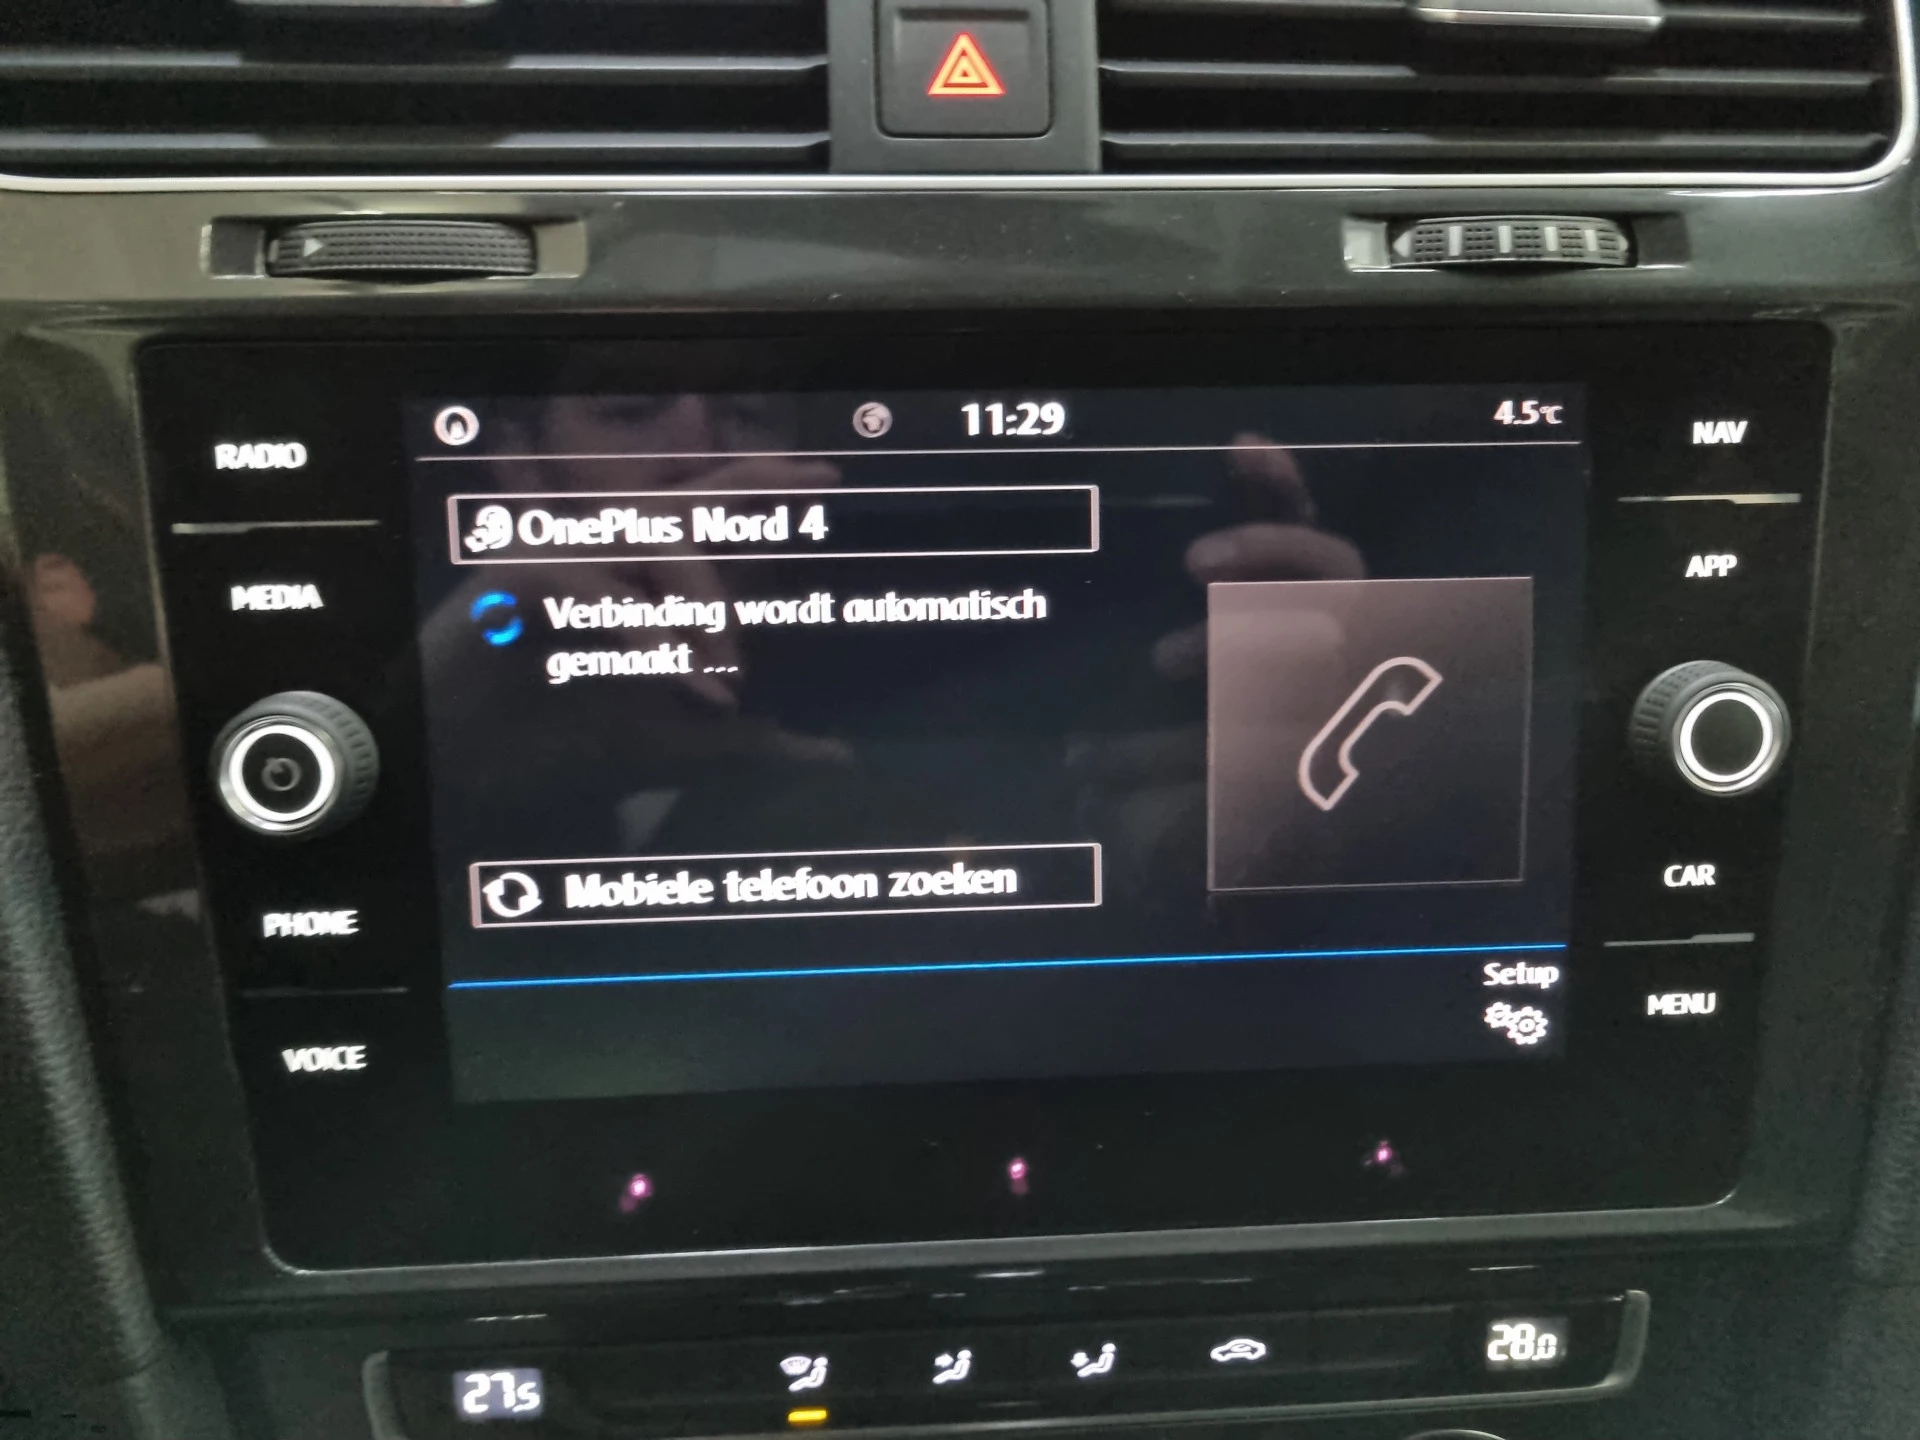 11:29
4.5°C
RADIO
NAV
OnePlus Nord 4
MEDIA
APP
Verbinding wordt automatisch
gemaakt ...
Mobiele telefoon zoeken
PHONE
CAR
Setup
VOICE
MENU
27.5
28.0